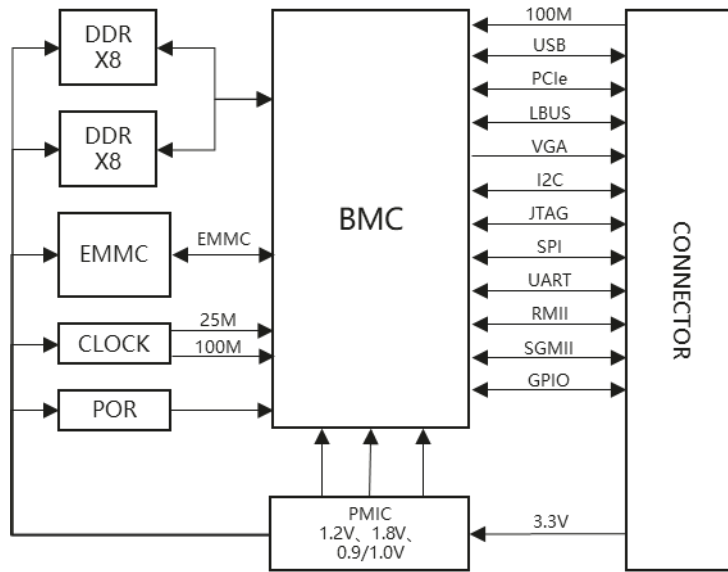 DDR
X8
DDR
X8
EMMC
EMMC
CLOCK
25M
100M
POR
BMC
100M
USB
PCIe
LBUS
VGA
I2C
JTAG
SPI
UART
RMII
SGMII
GPIO
CONNECTOR
PMIC
1.2V、1.8V、
0.9/1.0V
3.3V